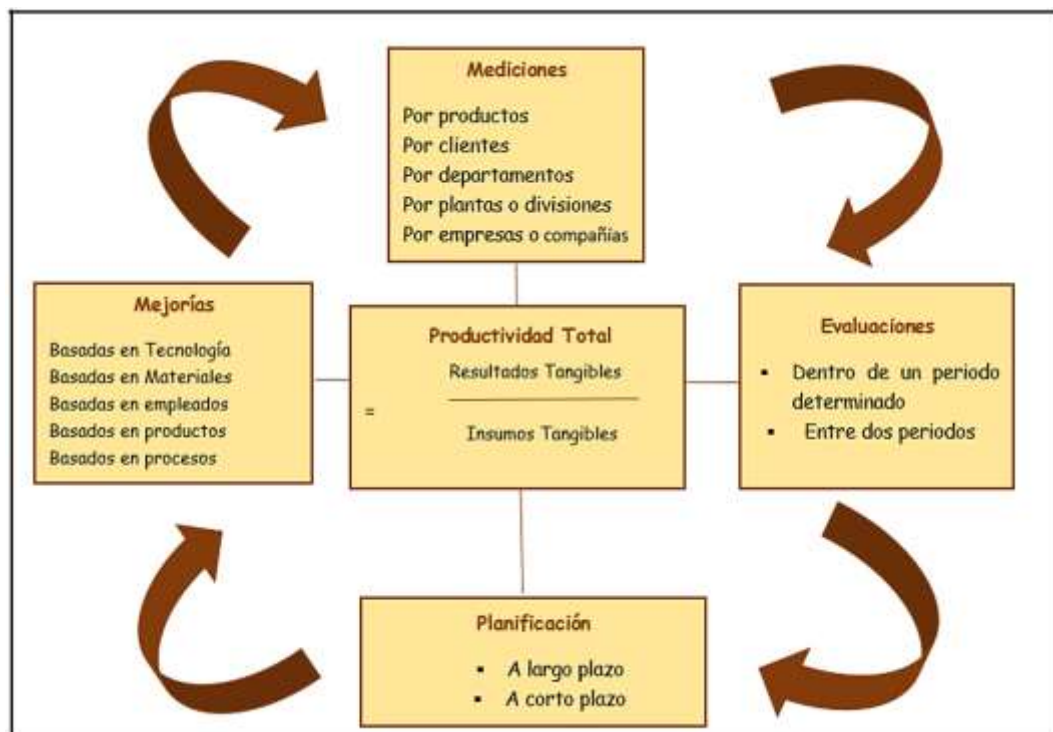 Mediciones
Por productos
Por clientes
Por departamentos
Por plantas o divisiones
Por empresas o compañias
Mejorías
Basadas en Tecnología
Basadas en Materiales
Basadas en empleados
Basados en productos
Basados en procesos
Productividad Total
Resultados Tangibles
=
Insumos Tangibles
Evaluaciones
▪ Dentro de un periodo
determinado
▪ Entre dos periodos
Planificación
▪ A largo plazo
▪ A corto plazo